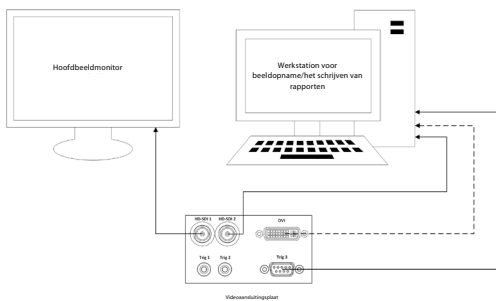 Hoofdbeeldmonitor
Werkstation voor
beeldopname/het schrijven van
rapporten
HD-SDI 1
HD-SDI 2
DVI
Trig 1
Trig 2
Trig 3
Videoaansluitingsplaat